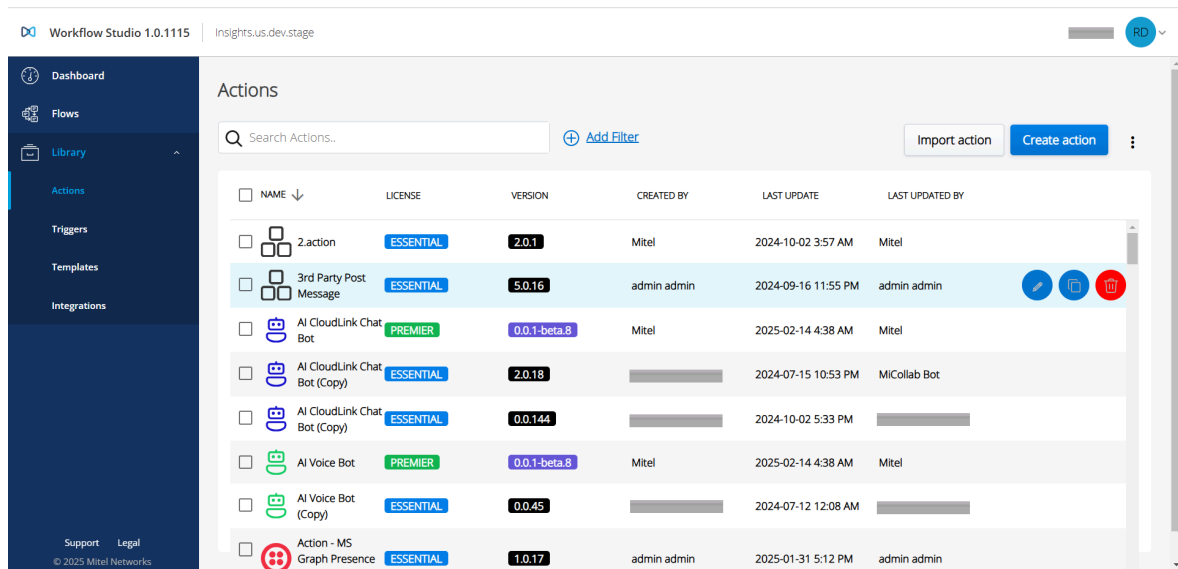 Workflow Studio 1.0.1115 Insights.us.dev.stage RD
Dashboard
Flows
Library
Actions
Triggers
Templates
Integrations
Support Legal
© 2025 Mitel Networks
Actions
Search Actions.. Add Filter Import action Create action
NAME LICENSE VERSION CREATED BY LAST UPDATE LAST UPDATED BY
2.action ESSENTIAL 2.0.1 Mitel 2024-10-02 3:57 AM Mitel
3rd Party Post
Message ESSENTIAL 5.0.16 admin admin 2024-09-16 11:55 PM admin admin
AI CloudLink Chat
Bot PREMIER 0.0.1-beta.8 Mitel 2025-02-14 4:38 AM Mitel
AI CloudLink Chat
Bot (Copy) ESSENTIAL 2.0.18 2024-07-15 10:53 PM MiCollab Bot
AI CloudLink Chat
Bot (Copy) ESSENTIAL 0.0.144 2024-10-02 5:33 PM
AI Voice Bot PREMIER 0.0.1-beta.8 Mitel 2025-02-14 4:38 AM Mitel
AI Voice Bot
(Copy) ESSENTIAL 0.0.45 2024-07-12 12:08 AM
Action - MS
Graph Presence ESSENTIAL 1.0.17 admin admin 2025-01-31 5:12 PM admin admin